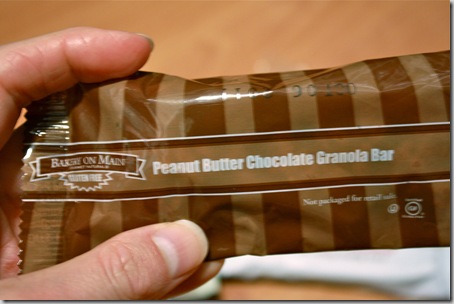 BAKERY ON MAIN
GLUTEN FREE
Peanut Butter Chocolate Granola Bar
Not packaged for retail sale